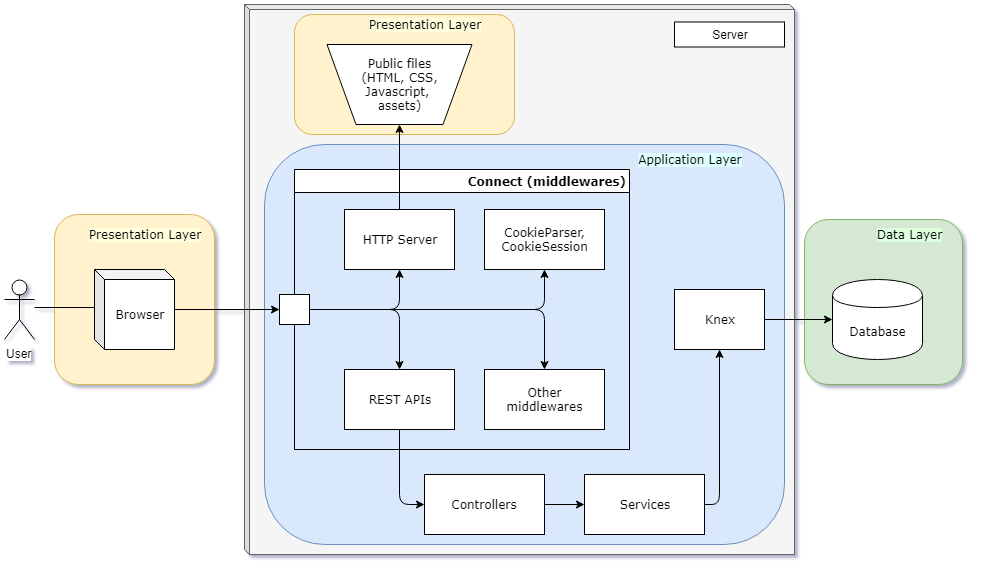 Presentation Layer
Server
Public files
(HTML, CSS,
Javascript,
assets)
Application Layer
Connect (middlewares)
Presentation Layer
HTTP Server
CookieParser,
CookieSession
Data Layer
Browser
Knex
Database
User
REST APIs
Other
middlewares
Controllers
Services